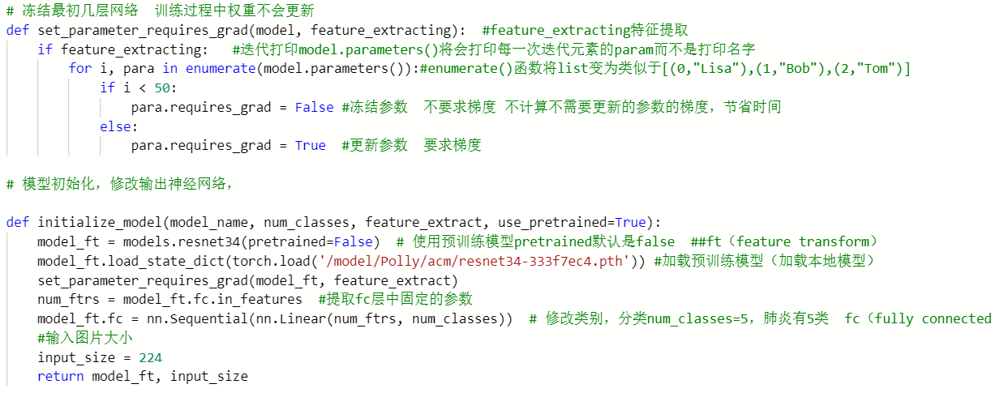 # 冻结最初几层网络  训练过程中权重不会更新
def set_parameter_requires_grad(model, feature_extracting):  #feature_extracting特征提取
    if feature_extracting:   #迭代打印model.parameters()将会打印每一次迭代元素的param而不是打印名字
        for i, para in enumerate(model.parameters()):#enumerate()函数将list变为类似于[(0,"Lisa"),(1,"Bob"),(2,"Tom")]
            if i < 50:
                para.requires_grad = False #冻结参数  不要求梯度 不计算不需要更新的参数的梯度，节省时间
            else:
                para.requires_grad = True  #更新参数  要求梯度
# 模型初始化，修改输出神经网络，
def initialize_model(model_name, num_classes, feature_extract, use_pretrained=True):
    model_ft = models.resnet34(pretrained=False)  # 使用预训练模型pretrained默认是false  ##ft（feature transform）
    model_ft.load_state_dict(torch.load('/model/Polly/acm/resnet34-333f7ec4.pth')) #加载预训练模型（加载本地模型）
    set_parameter_requires_grad(model_ft, feature_extract)
    num_ftrs = model_ft.fc.in_features  #提取fc层中固定的参数
    model_ft.fc = nn.Sequential(nn.Linear(num_ftrs, num_classes))  # 修改类别，分类num_classes=5，肺炎有5类  fc（fully connected
    #输入图片大小
    input_size = 224
    return model_ft, input_size